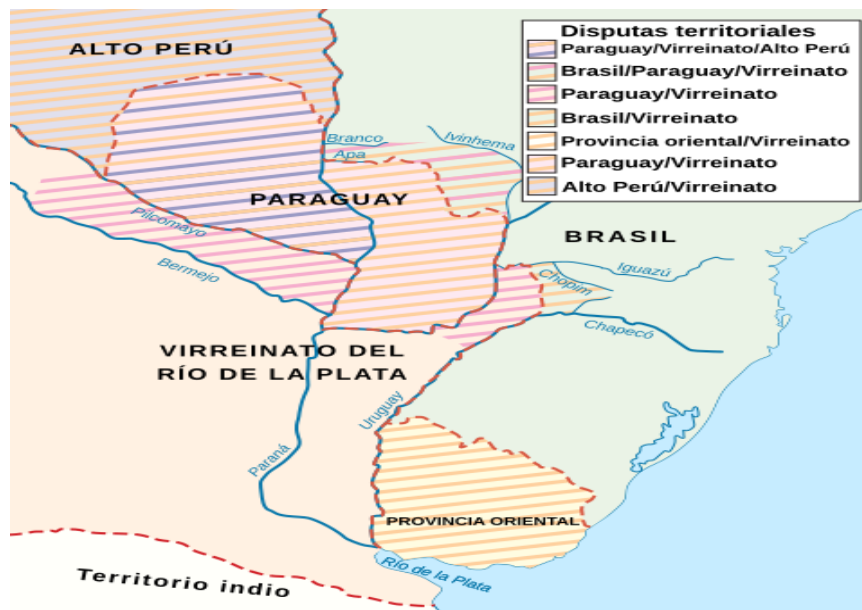 Disputas territoriales
Paraguay/Virreinato/Alto Perú
Brasil/Paraguay/Virreinato
Paraguay/Virreinato
Brasil/Virreinato
Provincia oriental/Virreinato
Paraguay/Virreinato
Alto Perú/Virreinato
ALTO PERÚ
Branco
Ivinhema
Apa
PARAGUAY
Pilcomayo
BRASIL
Bermejo
Iguazú
Chopim
Chapecó
VIRREINATO DEL
RÍO DE LA PLATA
Uruguay
Paraná
PROVINCIA ORIENTAL
Río de la Plata
Territorio indio